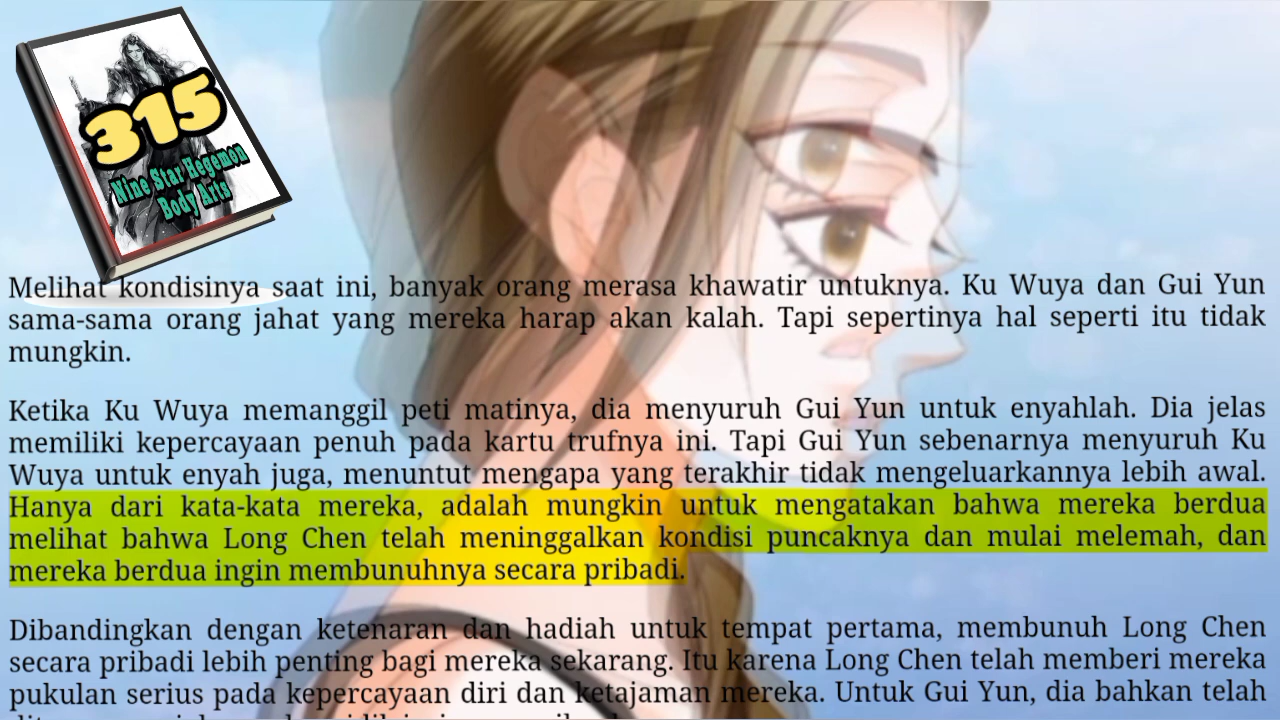 315
Nine Star Hegemon
Body Arts
Melihat kondisinya saat ini, banyak orang merasa khawatir untuknya. Ku Wuya dan Gui Yun
sama-sama orang jahat yang mereka harap akan kalah. Tapi sepertinya hal seperti itu tidak
mungkin.
Ketika Ku Wuya memanggil peti matinya, dia menyuruh Gui Yun untuk enyahlah. Dia jelas
memiliki kepercayaan penuh pada kartu trufnya ini. Tapi Gui Yun sebenarnya menyuruh Ku
Wuya untuk enyah juga, menuntut mengapa yang terakhir tidak mengeluarkannya lebih awal.
Hanya dari kata-kata mereka, adalah mungkin untuk mengatakan bahwa mereka berdua
melihat bahwa Long Chen telah meninggalkan kondisi puncaknya dan mulai melemah, dan
mereka berdua ingin membunuhnya secara pribadi.
Dibandingkan dengan ketenaran dan hadiah untuk tempat pertama, membunuh Long Chen
secara pribadi lebih penting bagi mereka sekarang. Itu karena Long Chen telah memberi mereka
pukulan serius pada kepercayaan diri dan ketajaman mereka. Untuk Gui Yun, dia bahkan telah